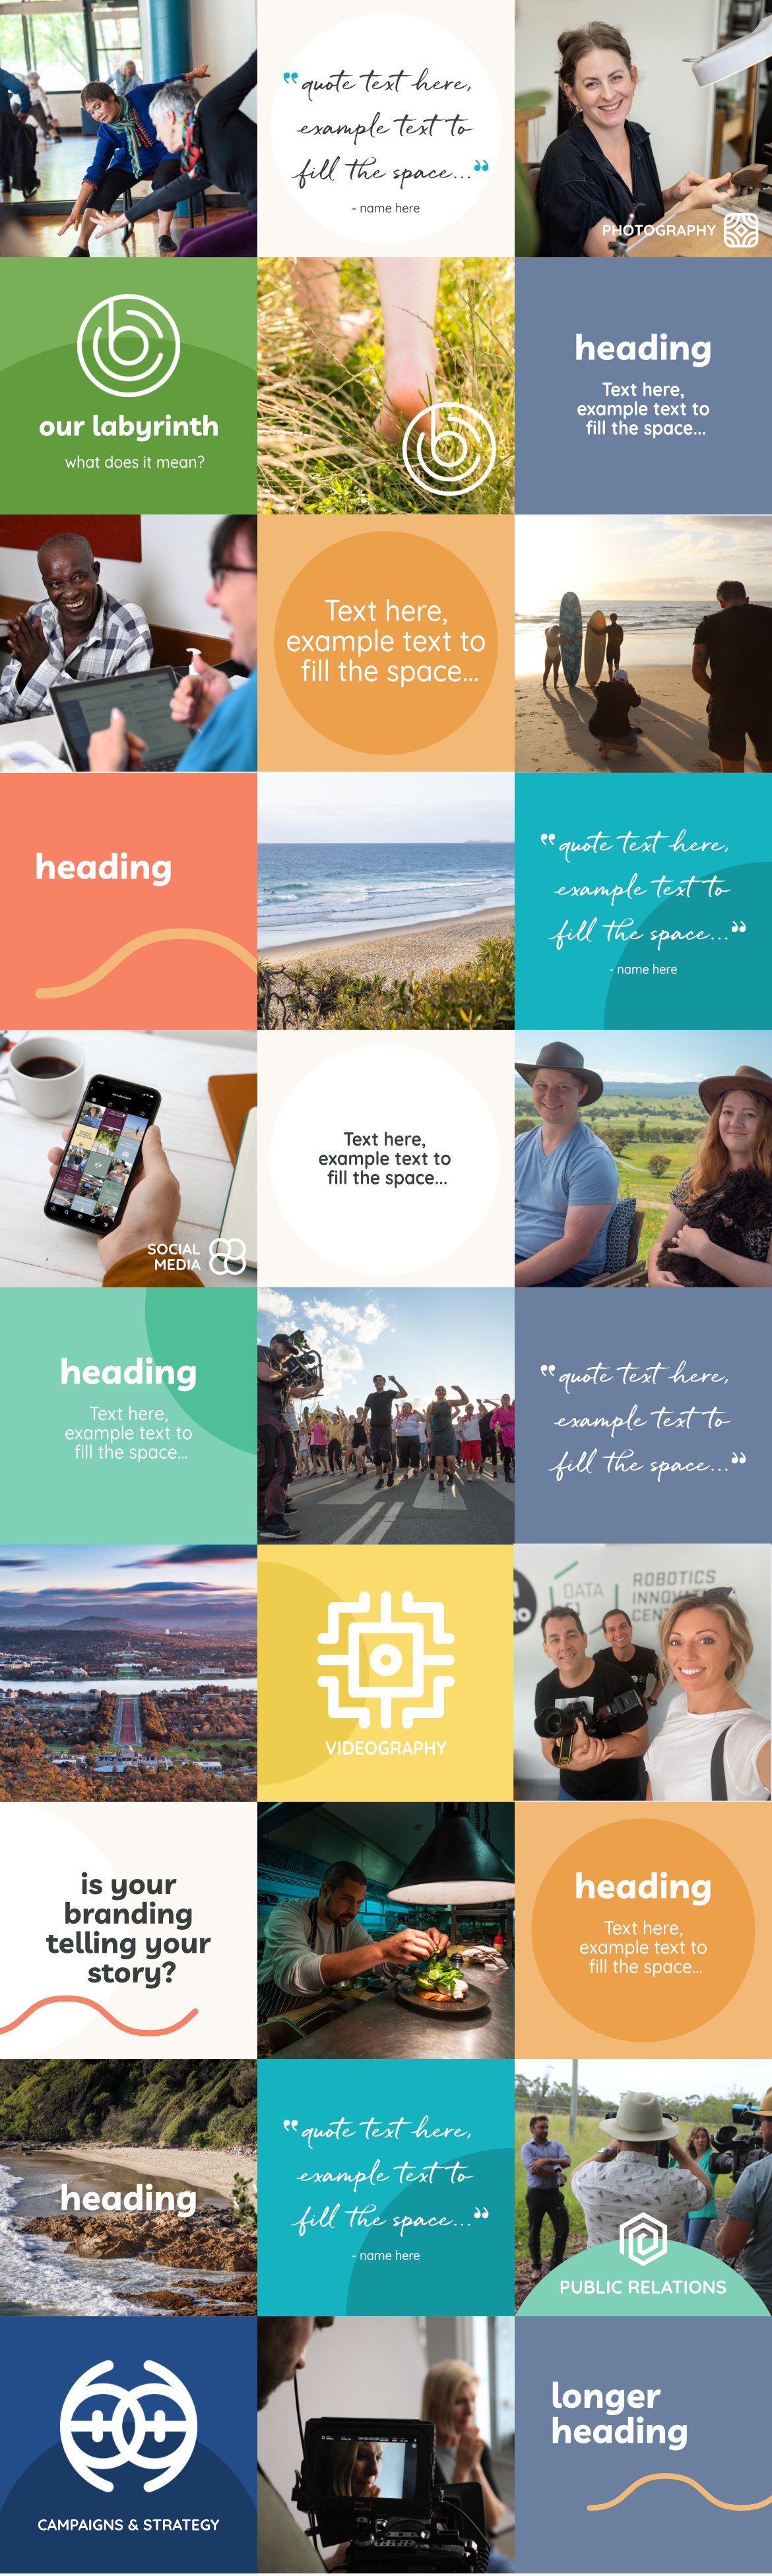 “quote text here,
example text to
fill the space...”
- name here
PHOTOGRAPHY
our labyrinth
what does it mean?
heading
Text here,
example text to
fill the space...
Text here,
example text to
fill the space...
heading
“quote text here,
example text to
fill the space...”
- name here
SOCIAL
MEDIA
Text here,
example text to
fill the space...
heading
Text here,
example text to
fill the space...
“quote text here,
example text to
fill the space...”
VIDEOGRAPHY
DATA
ROBOTICS
is your
branding
telling your
story?
heading
Text here,
example text to
fill the space...
heading
“quote text here,
example text to
fill the space...”
- name here
PUBLIC RELATIONS
CAMPAIGNS & STRATEGY
longer
heading